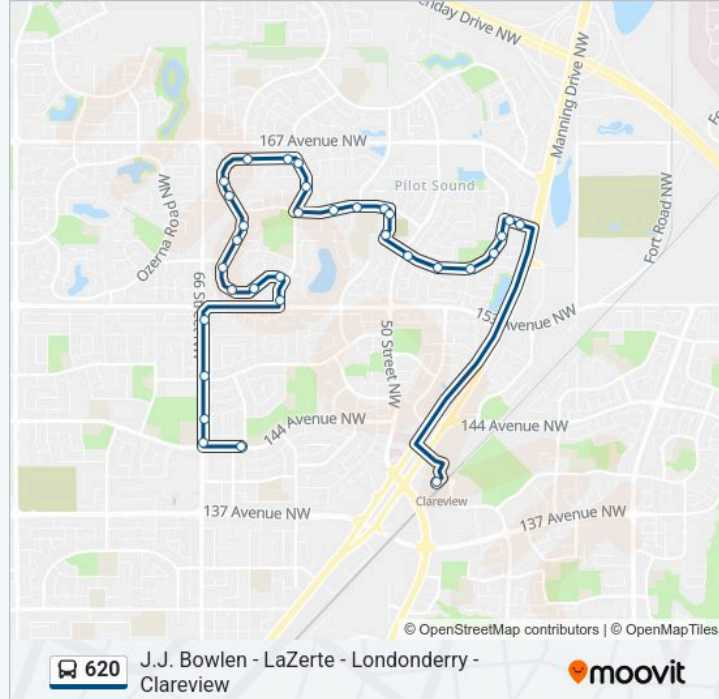 enday Drive NW
Manning Drive NW
167 Avenue NW
Pilot Sound
Ozerna Road NW
Fort Road NW
66 Street NW
153 Avenue NW
50 Street NW
144 Avenue NW
144 Avenue NW
Clareview
137 Avenue NW
137 Avenue NW
© OpenStreetMap contributors | © OpenMapTiles
620
J.J. Bowlen - LaZerte - Londonderry -
Clareview
moovit